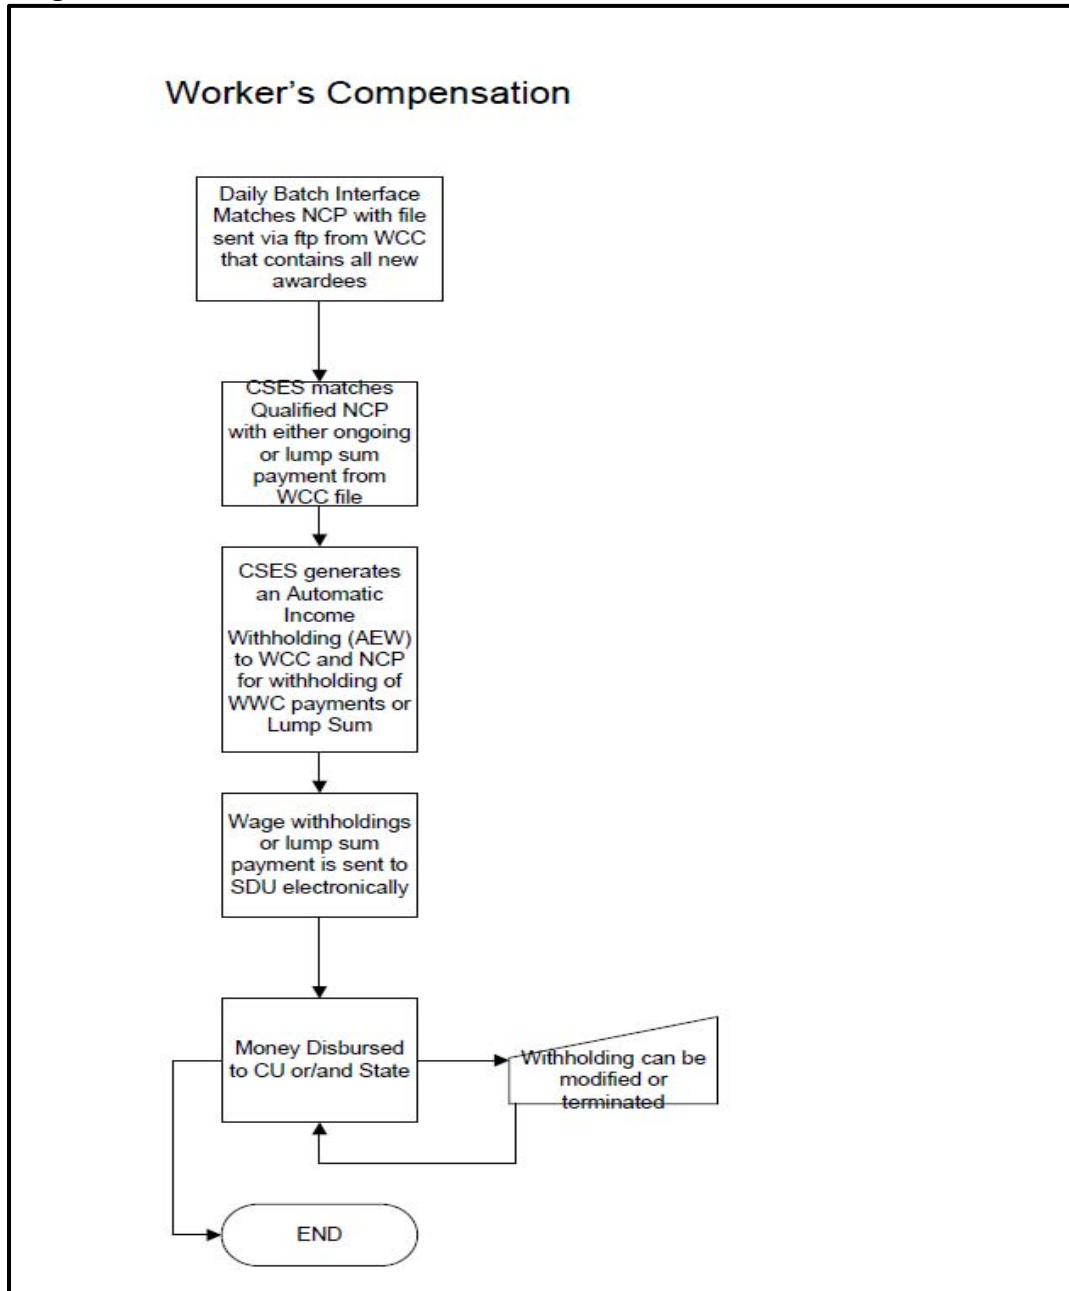 Worker's Compensation
Daily Batch Interface
Matches NCP with file
sent via ftp from WCC
that contains all new
awardees
CSES matches
Qualified NCP
with either ongoing
or lump sum
payment from
WCC file
CSES generates
an Automatic
Income
Withholding (AEW)
to WCC and NCP
for withholding of
WWC payments or
Lump Sum
Wage withholdings
or lump sum
payment is sent to
SDU electronically
Money Disbursed
to CU or/and State
Withholding can be
modified or
terminated
END